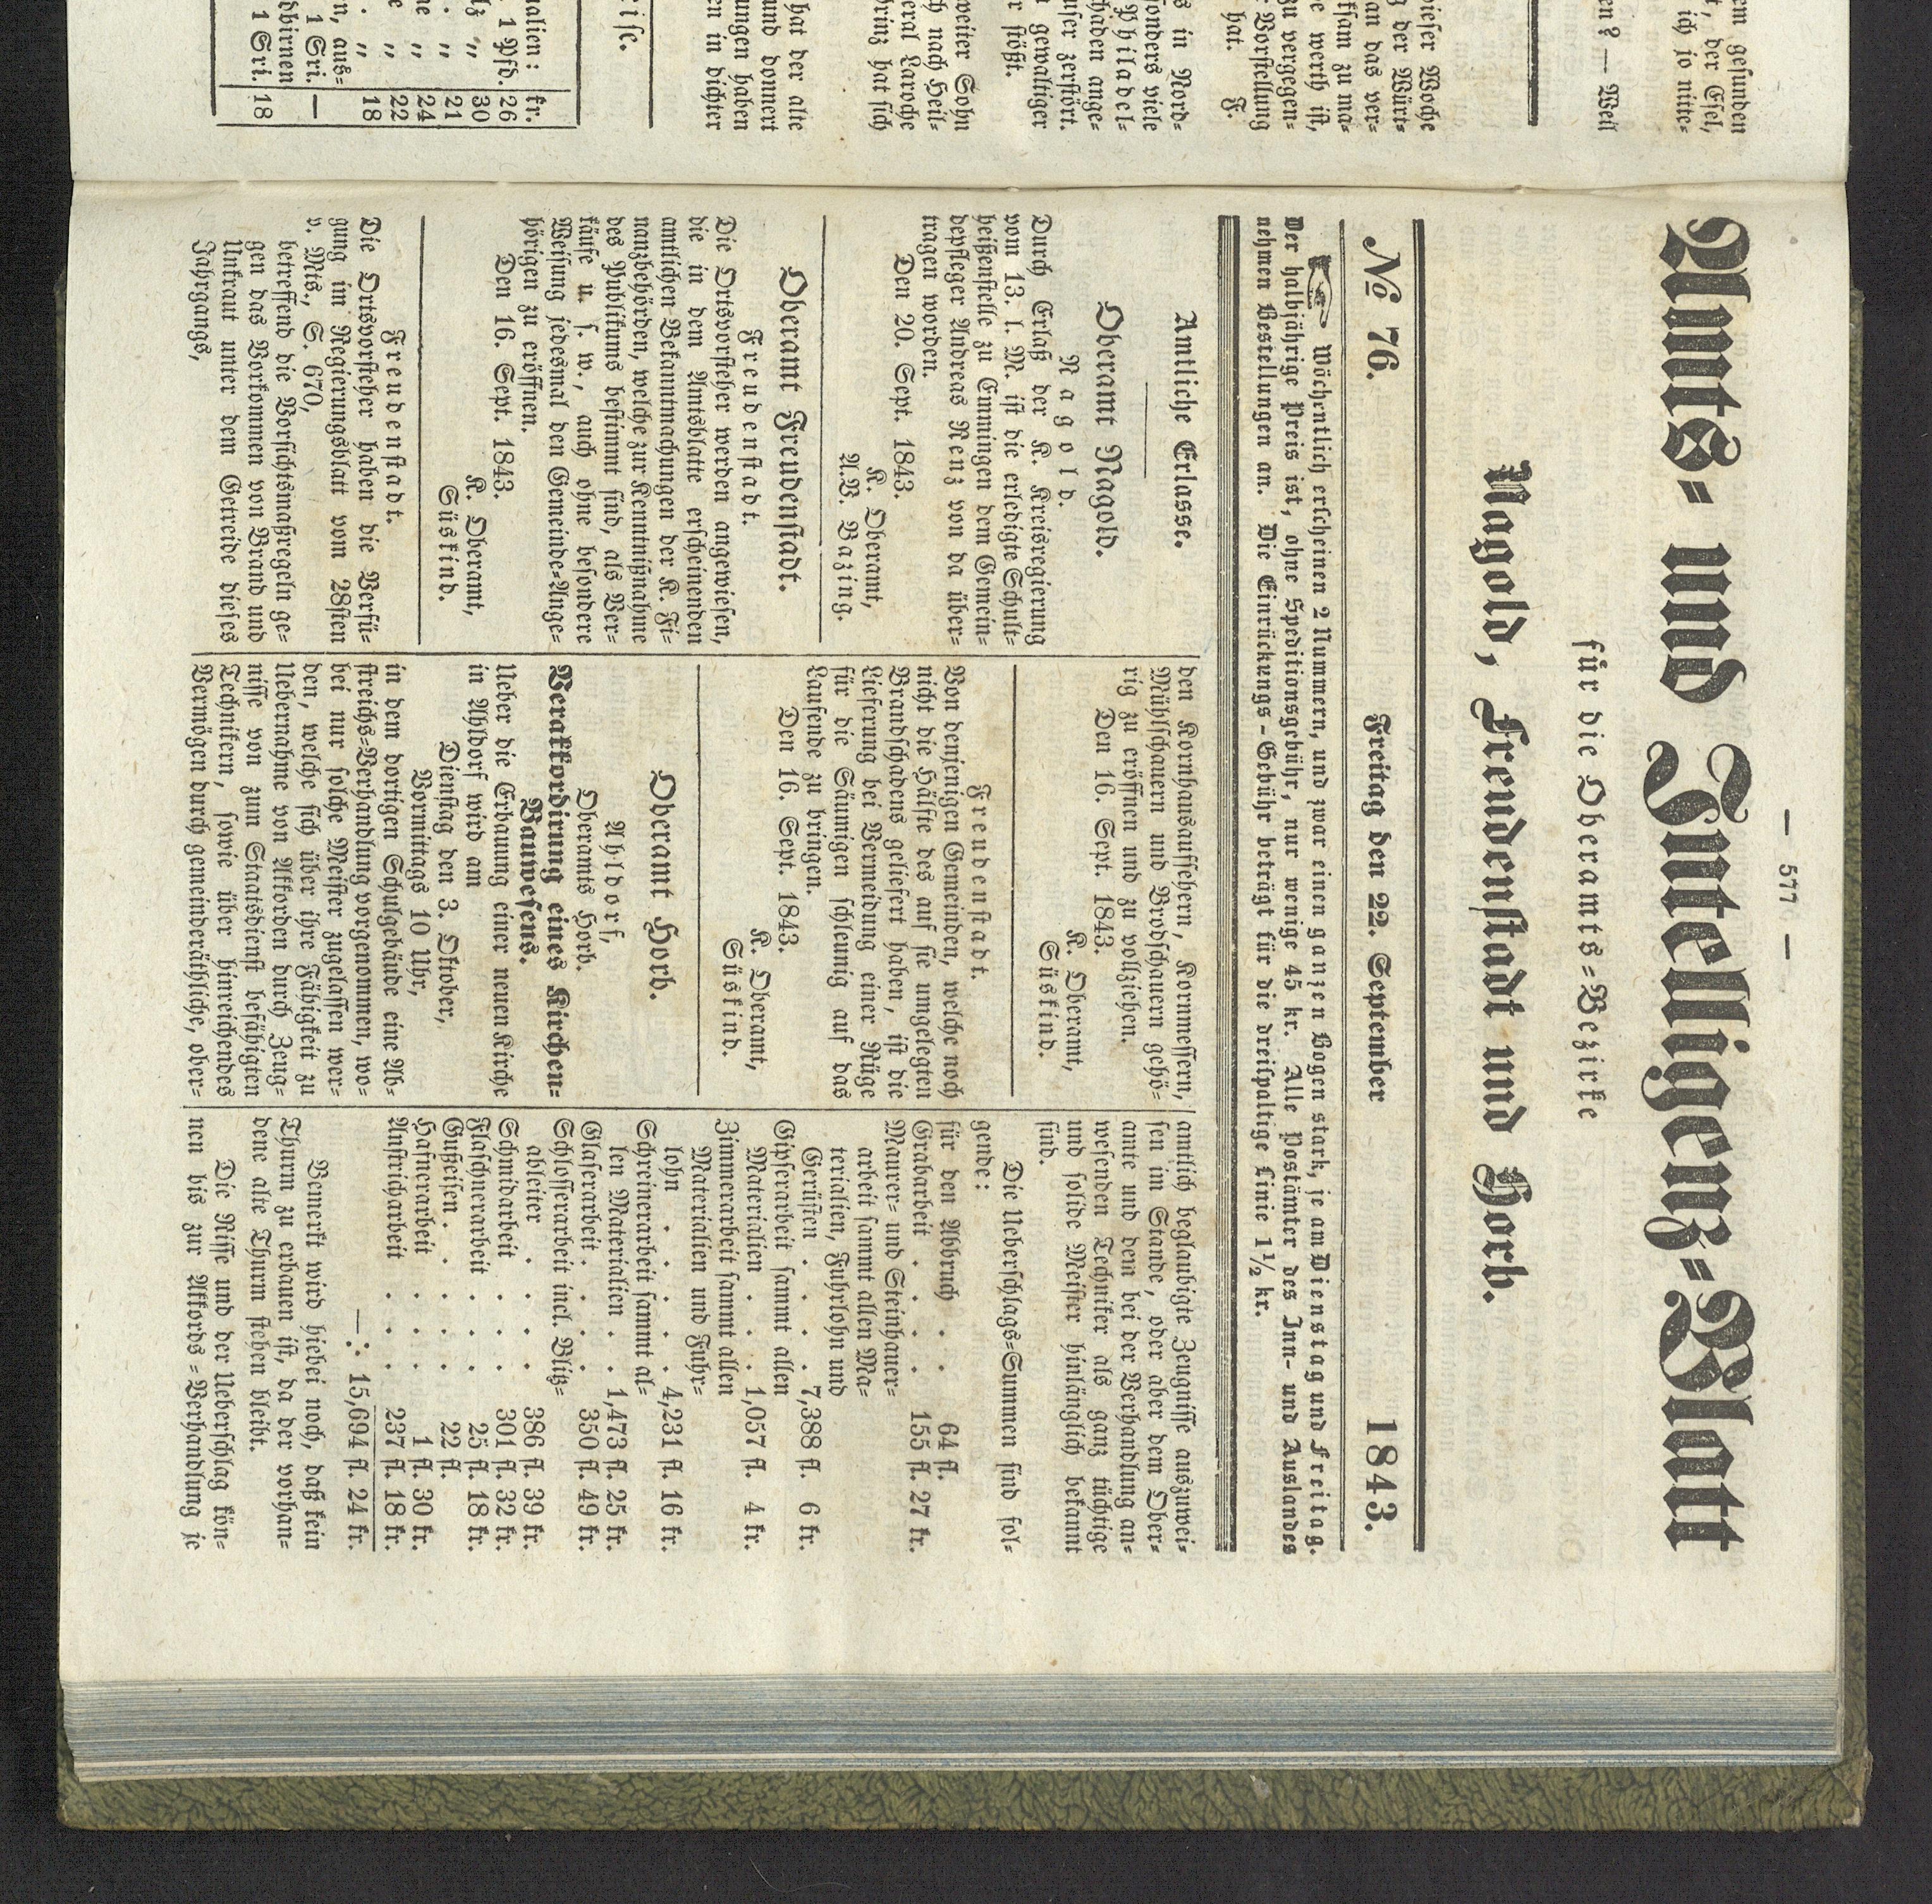 — 577 —
Amts- und Intelligenz-Blatt
für die Oberamts-Bezirke
Nagold, Freudenstadt und Horb.
№ 76.
Freitag den 22. September
1843.
Wöchentlich erscheinen 2 Nummern, und zwar einen ganzen Bogen stark, je am Dienstag und Freitag.
Der halbjährige Preis ist, ohne Speditionsgebühr, nur wenige 45 kr. Alle Postämter des In- und Auslandes
nehmen Bestellungen an. Die Einrückungs-Gebühr beträgt für die dreispaltige Linie 1½ kr.
Amtliche Erlasse.
Oberamt Nagold.
Nagold.
Durch Erlaß der K. Kreisregierung
vom 13. l. M. ist die erledigte Schult-
heißenstelle zu Emmingen dem Gemein-
depfleger Andreas Renz von da über-
tragen worden.
Den 20. Sept. 1843.
K. Oberamt,
A.V. Bazing.
Oberamt Freudenstadt.
Freudenstadt.
Die Ortsvorsteher werden angewiesen,
die in dem Amtsblatte erscheinenden
amtlichen Bekanntmachungen der K. Fi-
nanzbehörden, welche zur Kenntnißnahme
des Publikums bestimmt sind, als Ver-
käufe u. s. w., auch ohne besondere
Weisung jedesmal den Gemeinde-Ange-
hörigen zu eröffnen.
Den 16. Sept. 1843.
K. Oberamt,
Süskind.
Freudenstadt.
Die Ortsvorsteher haben die Verfü-
gung im Regierungsblatt vom 28sten
v. Mts., S. 670,
betreffend die Vorsichtsmaßregeln ge-
gen das Vorkommen von Brand und
Unkraut unter dem Getreide dieses
Jahrgangs,
den Kornhausaufsehern, Kornmessern,
Mühlschauern und Brodschauern gehö-
rig zu eröffnen und zu vollziehen.
Den 16. Sept. 1843.
K. Oberamt,
Süskind.
Freudenstadt.
Von denjenigen Gemeinden, welche noch
nicht die Hälfte des auf sie umgelegten
Brandschadens geliefert haben, ist die
Lieferung bei Vermeidung einer Rüge
für die Säumigen schleunig auf das
Laufende zu bringen.
Den 16. Sept. 1843.
K. Oberamt,
Süskind.
Oberamt Horb.
Ahldorf,
Oberamts Horb.
Verakkordirung eines Kirchen-
Bauwesens.
Ueber die Erbauung einer neuen Kirche
in Ahldorf wird am
Dienstag den 3. Oktober,
Vormittags 10 Uhr,
in dem dortigen Schulgebäude eine Ab-
streichs-Verhandlung vorgenommen, wo-
bei nur solche Meister zugelassen wer-
den, welche sich über ihre Fähigkeit zu
Uebernahme von Akkorden durch Zeug-
nisse von zum Staatsdienst befähigten
Technikern, sowie über hinreichendes
Vermögen durch gemeinderäthliche, ober-
amtlich beglaubigte Zeugnisse auszuwei-
sen im Stande, oder aber dem Ober-
amte und dem bei der Verhandlung an-
wesenden Techniker als ganz tüchtige
und solide Meister hinlänglich bekannt
sind.
Die Ueberschlags-Summen sind fol-
gende:
für den Abbruch . . 64 fl.
Grabarbeit . . . . 155 fl. 27 kr.
Maurer- und Steinhauer-
arbeit sammt allen Ma-
terialien, Fuhrlohn und
Gerüsten . . . . 7,388 fl. 6 kr.
Gipserarbeit sammt allen
Materialien . . . 1,057 fl. 4 kr.
Zimmerarbeit sammt allen
Materialien und Fuhr-
lohn . . . . 4,231 fl. 16 kr.
Schreinerarbeit sammt al-
len Materialien . . 1,473 fl. 25 kr.
Glaserarbeit . . . . 350 fl. 49 kr.
Schlosserarbeit incl. Blitz-
ableiter . . . . 386 fl. 39 kr.
Schmidarbeit . . . 301 fl. 32 kr.
Flaschnerarbeit . . . 25 fl. 18 kr.
Gußeisen . . . . 22 fl.
Hafnerarbeit . . . 1 fl. 30 kr.
Anstricharbeit . . . 237 fl. 18 kr.
—:. 15,694 fl. 24 kr.
Bemerkt wird hiebei noch, daß kein
Thurm zu erbauen ist, da der vorhan-
dene alte Thurm stehen bleibt.
Die Risse und der Ueberschlag kön-
nen bis zur Akkords-Verhandlung je